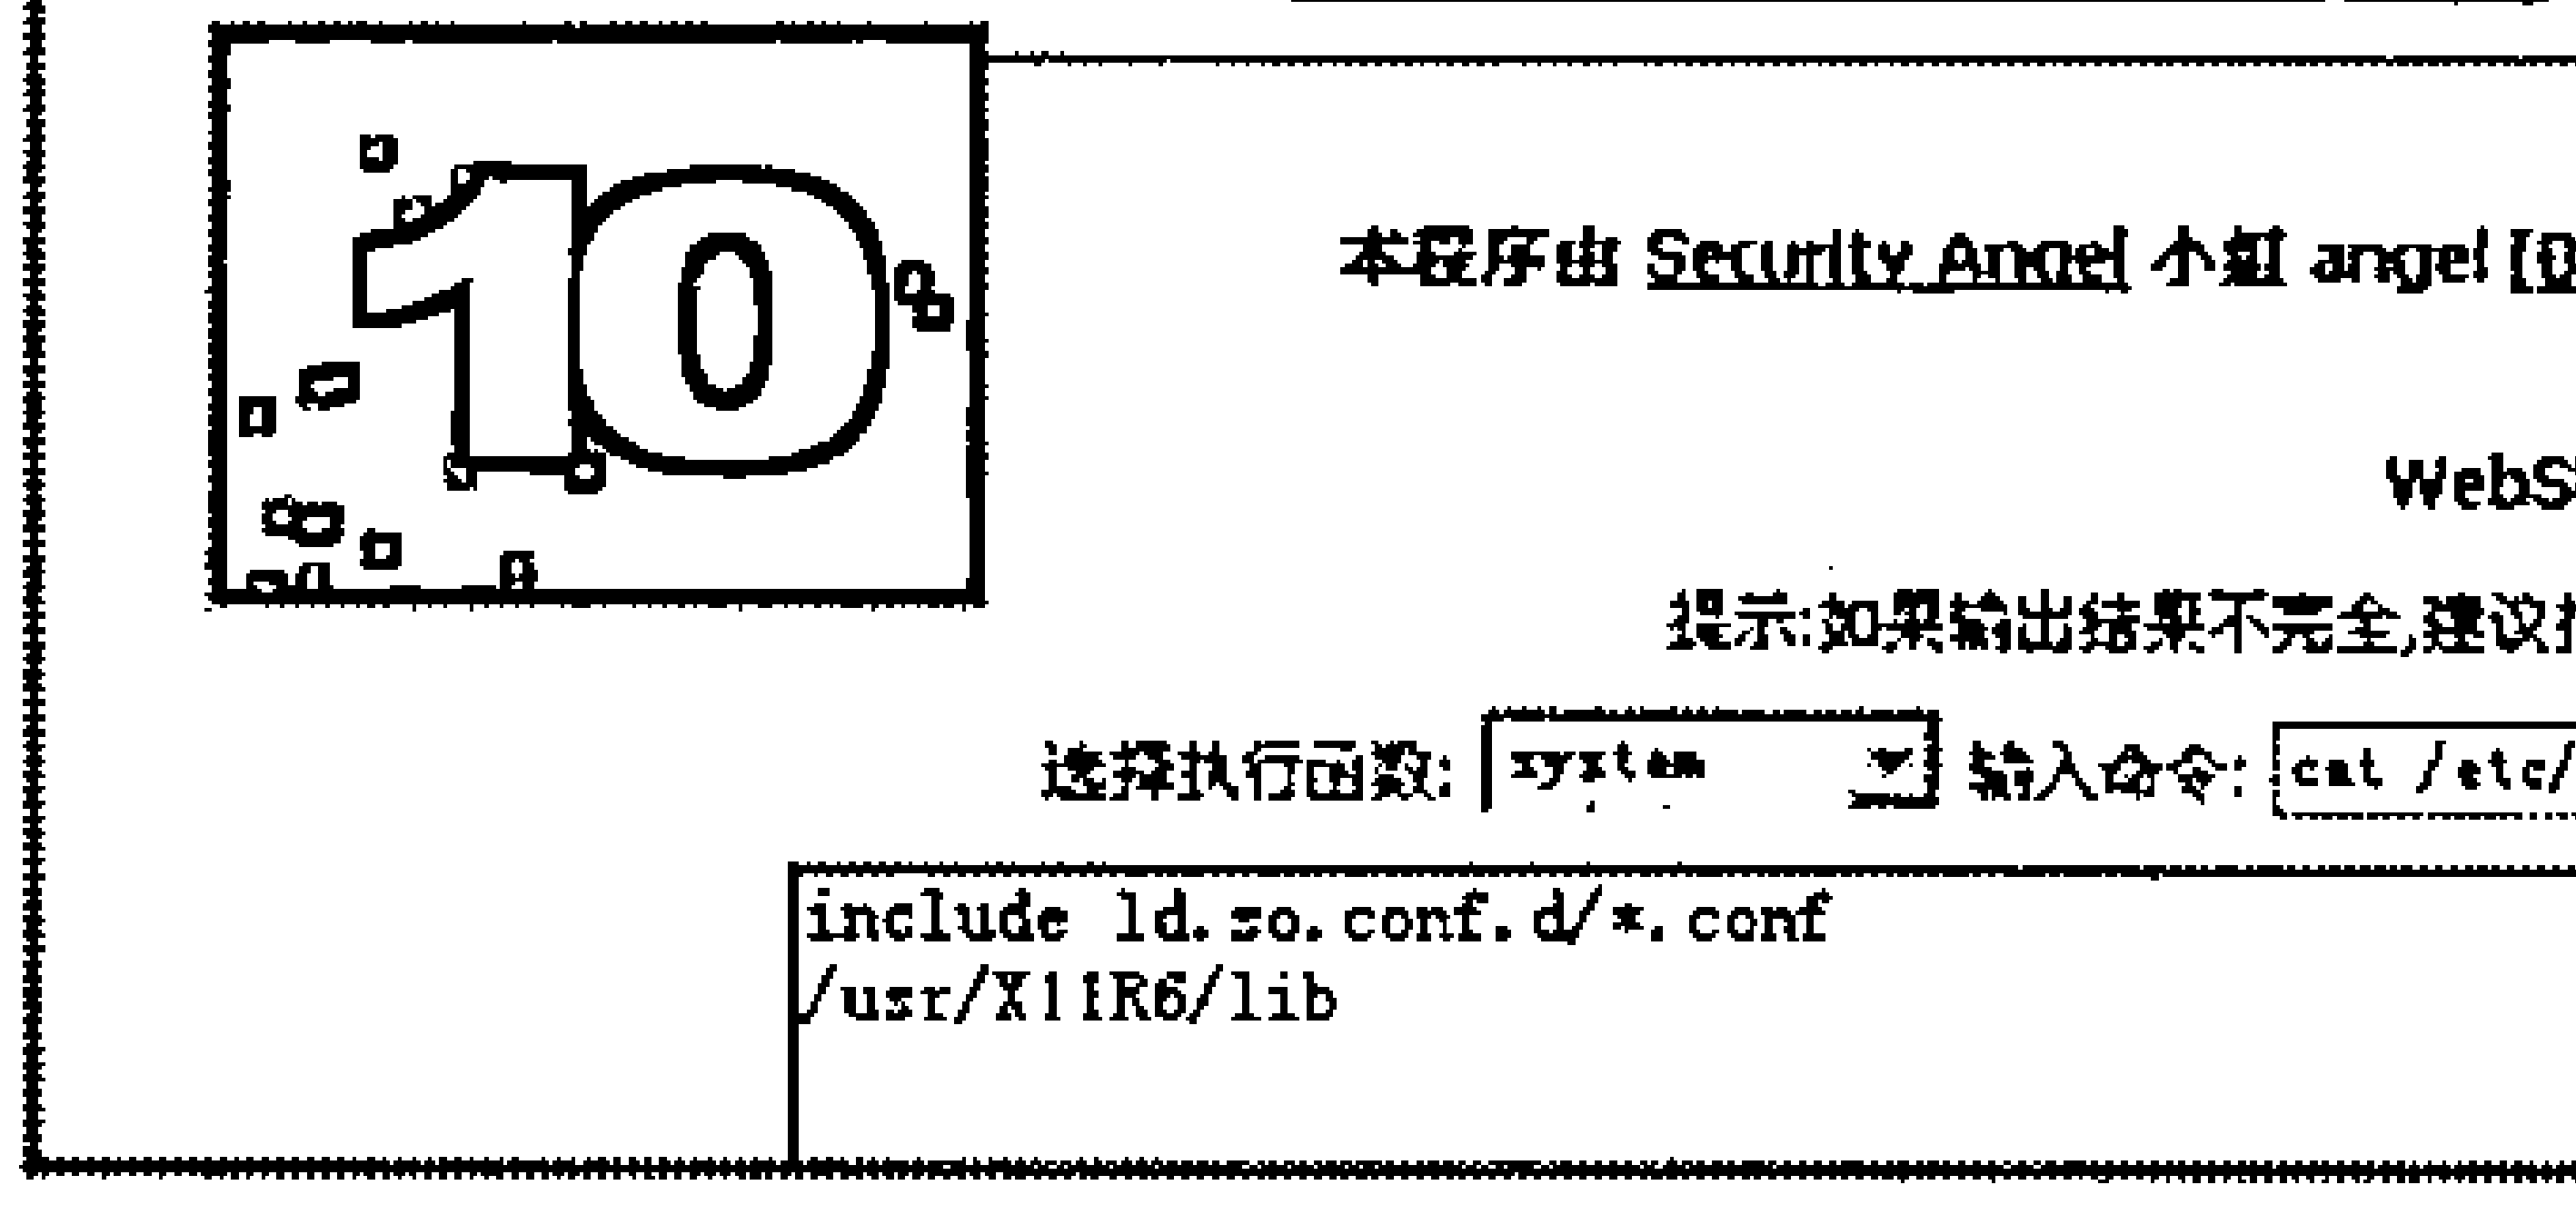 10
本程序由 Security Angel 小组 angel [
WebS
提示:如果输出结果不完全,建议
选择执行函数: system 输入命令: cat /etc/
include ld.so.conf.d/*.conf
/usr/X11R6/lib